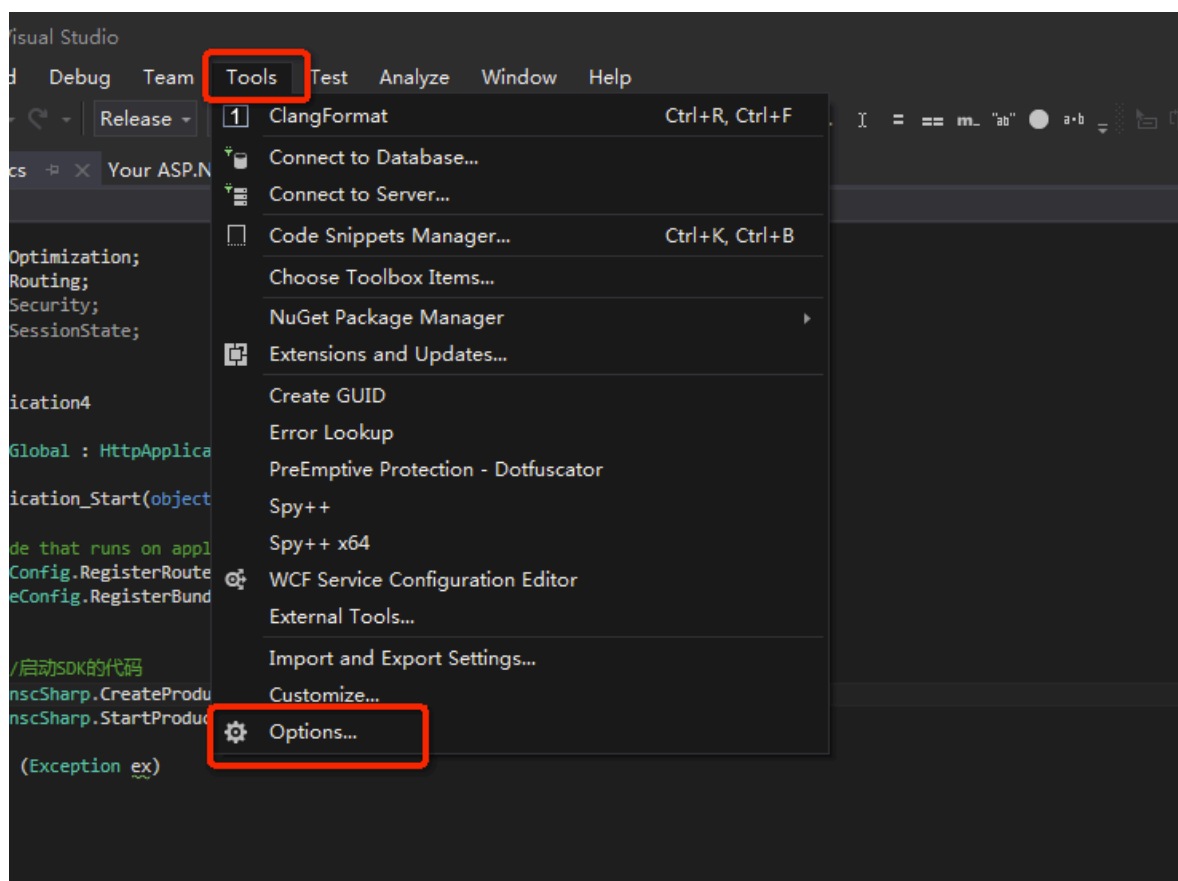 Visual Studio
d Debug Team Tools Test Analyze Window Help
Release
1 ClangFormat Ctrl+R, Ctrl+F
= == m_ "ab" a·b
Connect to Database...
cs Your ASP.N
Connect to Server...
Code Snippets Manager... Ctrl+K, Ctrl+B
Optimization;
Choose Toolbox Items...
Routing;
Security;
NuGet Package Manager
SessionState;
Extensions and Updates...
Create GUID
ication4
Error Lookup
Global : HttpApplica
PreEmptive Protection - Dotfuscator
ication_Start(object
Spy++
Spy++ x64
de that runs on appl
Config.RegisterRoute
WCF Service Configuration Editor
eConfig.RegisterBund
External Tools...
Import and Export Settings...
/启动SDK的代码
nscSharp.CreateProdu
Customize...
nscSharp.StartProduc
Options...
(Exception ex)